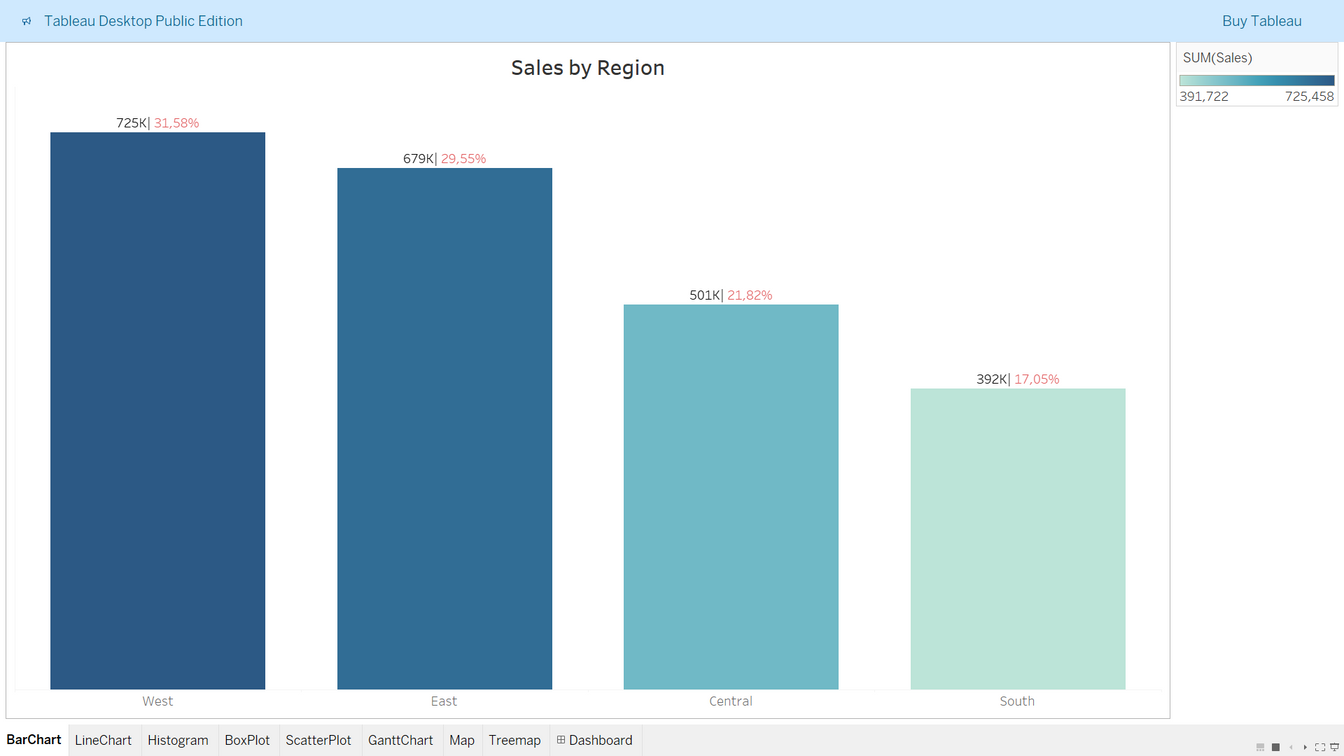 Tableau Desktop Public Edition
Buy Tableau
Sales by Region
SUM(Sales)
391,722 725,458
725K| 31,58%
679K| 29,55%
501K| 21,82%
392K| 17,05%
West East Central South
BarChart LineChart Histogram BoxPlot ScatterPlot GanttChart Map Treemap Dashboard